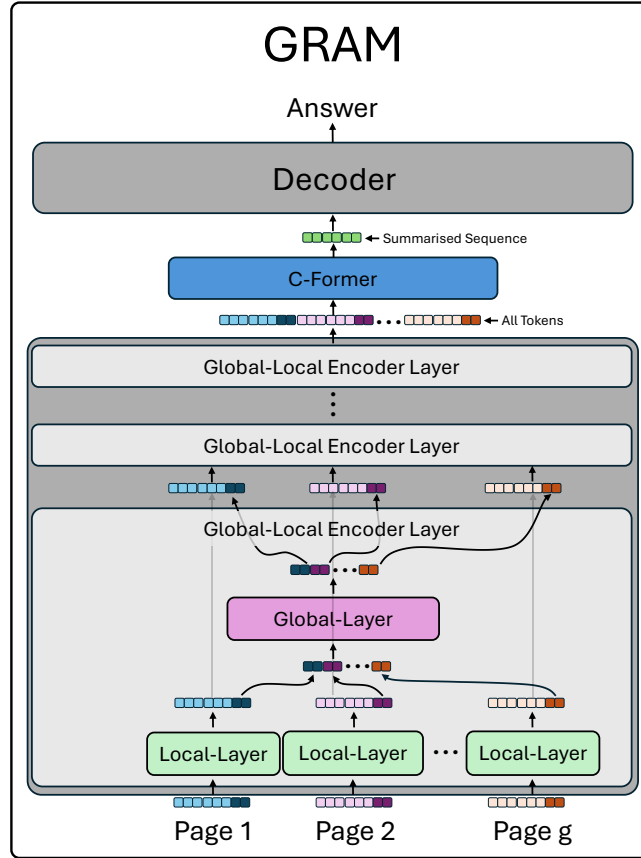 GRAM
Answer
Decoder
Summarised Sequence
C-Former
All Tokens
Global-Local Encoder Layer
Global-Local Encoder Layer
Global-Local Encoder Layer
Global-Layer
Local-Layer Local-Layer Local-Layer
Page 1 Page 2 Page g